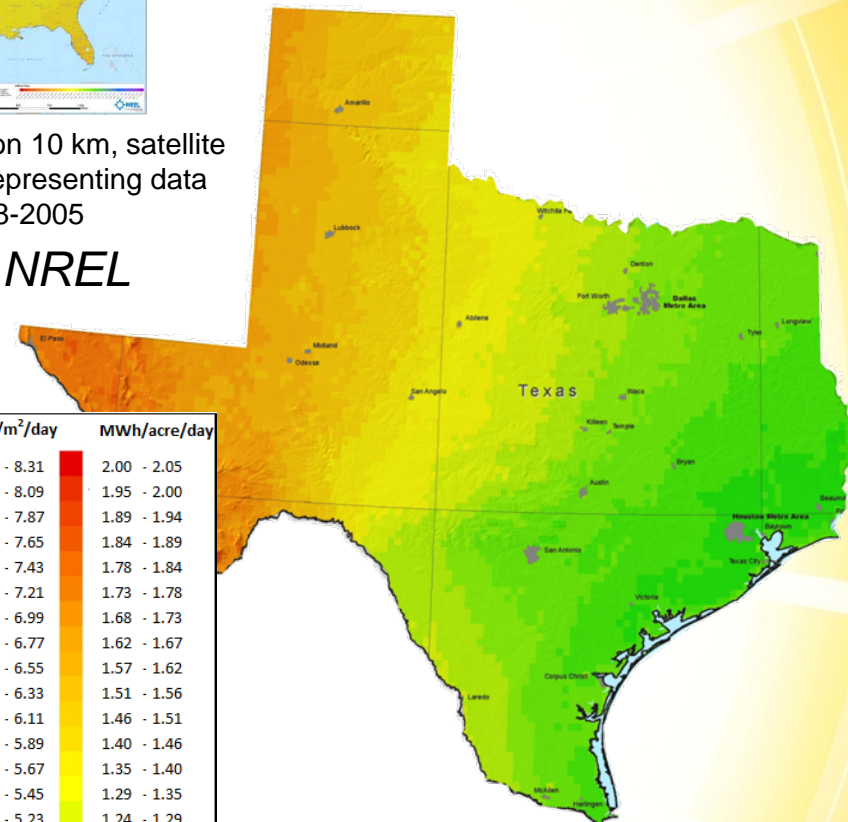 NREL
on 10 km, satellite
epresenting data
8-2005
NREL
Amarillo
Lubbock
Wichita
Denton
Fort Worth
Dallas
Metro Area
Abilene
Tyler
Longview
El Paso
Midland
Odessa
San Angelo
Texas
Waco
Killeen
Temple
Bryan
Austin
Houston Metro Area
Baytown
Beaum
San Antonio
Texas City
Victoria
Corpus Christi
Laredo
McAllen
Harlingen
/m²/day MWh/acre/day
- 8.31 2.00 - 2.05
- 8.09 1.95 - 2.00
- 7.87 1.89 - 1.94
- 7.65 1.84 - 1.89
- 7.43 1.78 - 1.84
- 7.21 1.73 - 1.78
- 6.99 1.68 - 1.73
- 6.77 1.62 - 1.67
- 6.55 1.57 - 1.62
- 6.33 1.51 - 1.56
- 6.11 1.46 - 1.51
- 5.89 1.40 - 1.46
- 5.67 1.35 - 1.40
- 5.45 1.29 - 1.35
- 5.23 1.24 - 1.29